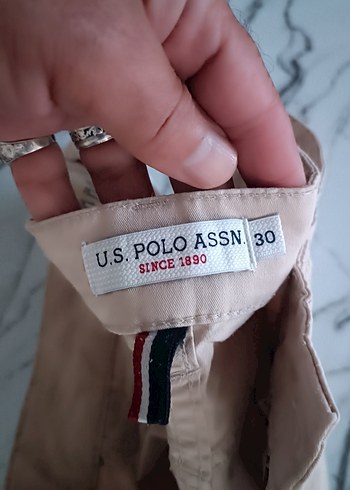 U.S. POLO ASSN.
SINCE 1890
30